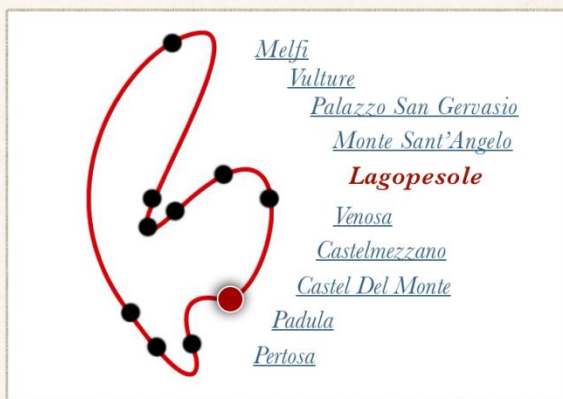 Melfi
Vulture
Palazzo San Gervasio
Monte Sant'Angelo
Lagopesole
Venosa
Castelmezzano
Castel Del Monte
Padula
Pertosa